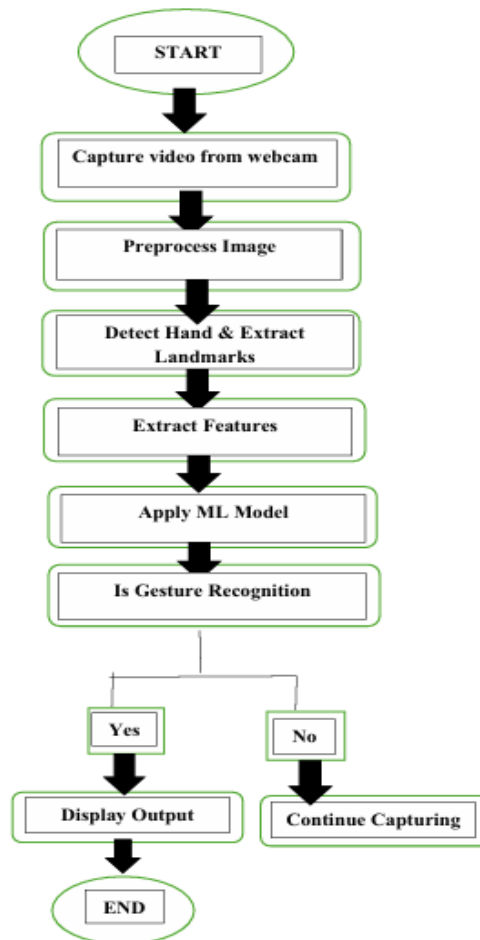 START
Capture video from webcam
Preprocess Image
Detect Hand & Extract
Landmarks
Extract Features
Apply ML Model
Is Gesture Recognition
Yes
No
Display Output
Continue Capturing
END